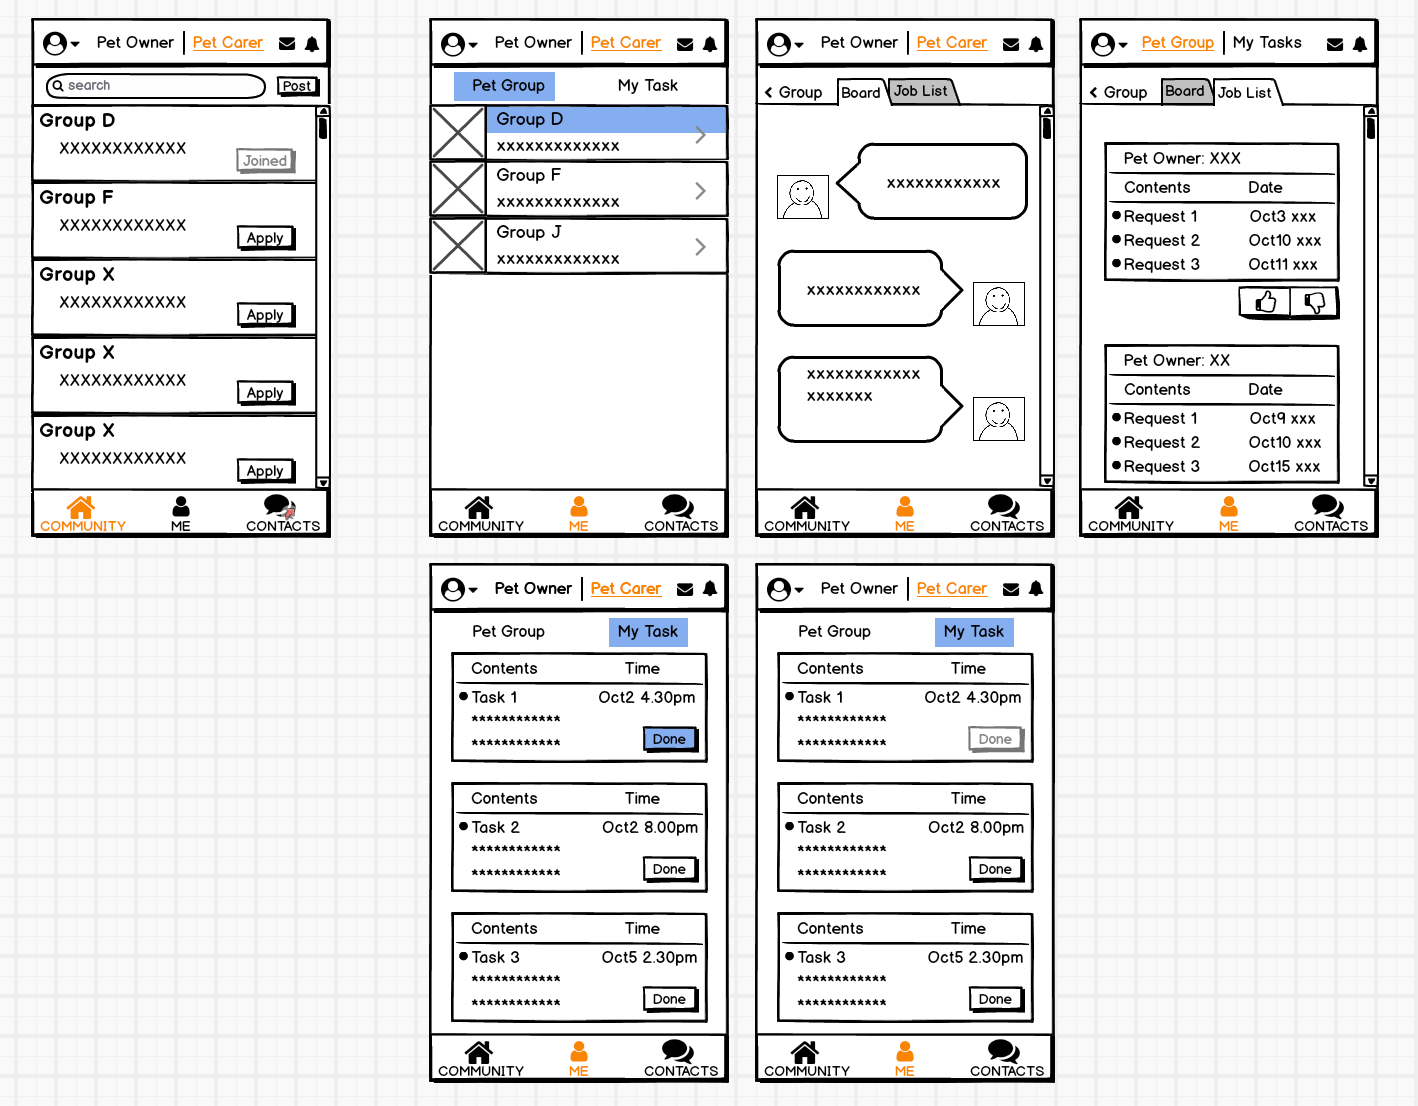 Pet Owner Pet Carer
search Post
Group D
XXXXXXXXXXXX
Joined
Group F
XXXXXXXXXXXX
Apply
Group X
XXXXXXXXXXXX
Apply
Group X
XXXXXXXXXXXX
Apply
Group X
XXXXXXXXXXXX
Apply
COMMUNITY ME CONTACTS
Pet Owner Pet Carer
Pet Group My Task
Group D
xxxxxxxxxxxxx
Group F
xxxxxxxxxxxxx
Group J
xxxxxxxxxxxxx
COMMUNITY ME CONTACTS
Pet Owner Pet Carer
Group Board Job List
xxxxxxxxxxxx
xxxxxxxxxxxx
xxxxxxxxxxxx
xxxxxxx
COMMUNITY ME CONTACTS
Pet Group My Tasks
Group Board Job List
Pet Owner: XXX
Contents Date
Request 1 Oct3 xxx
Request 2 Oct10 xxx
Request 3 Oct11 xxx
Pet Owner: XX
Contents Date
Request 1 Oct9 xxx
Request 2 Oct10 xxx
Request 3 Oct15 xxx
COMMUNITY ME CONTACTS
Pet Owner Pet Carer
Pet Group My Task
Contents Time
Task 1 Oct2 4.30pm
************
************
Done
Contents Time
Task 2 Oct2 8.00pm
************
************
Done
Contents Time
Task 3 Oct5 2.30pm
************
************
Done
COMMUNITY ME CONTACTS
Pet Owner Pet Carer
Pet Group My Task
Contents Time
Task 1 Oct2 4.30pm
************
************
Done
Contents Time
Task 2 Oct2 8.00pm
************
************
Done
Contents Time
Task 3 Oct5 2.30pm
************
************
Done
COMMUNITY ME CONTACTS